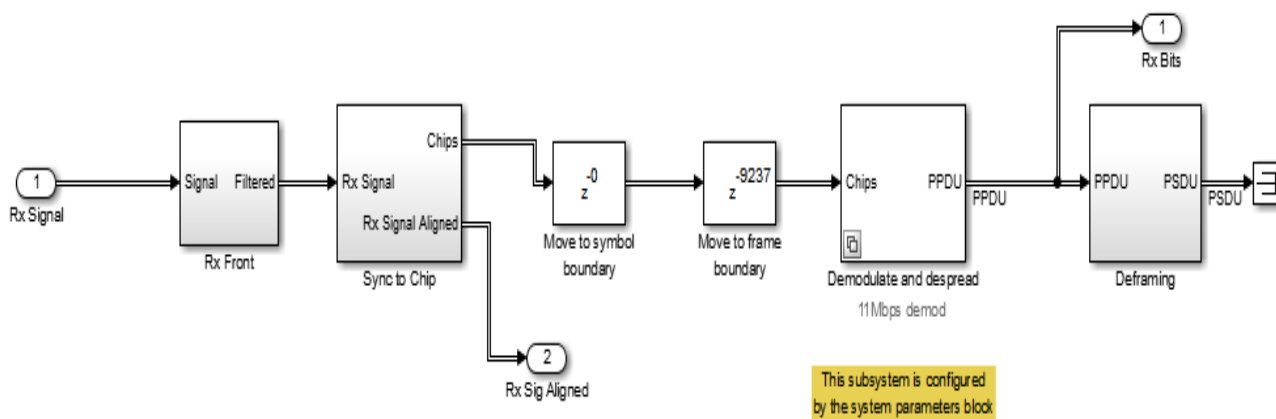 1
Rx Signal
Signal
Filtered
Rx Front
Rx Signal
Chips
Rx Signal Aligned
Sync to Chip
2
Rx Sig Aligned
-0
z
Move to symbol
boundary
-9237
z
Move to frame
boundary
Chips
PPDU
Demodulate and despread
11Mbps demod
This subsystem is configured
by the system parameters block
PPDU
1
Rx Bits
PPDU
PSDU
Deframing
PSDU